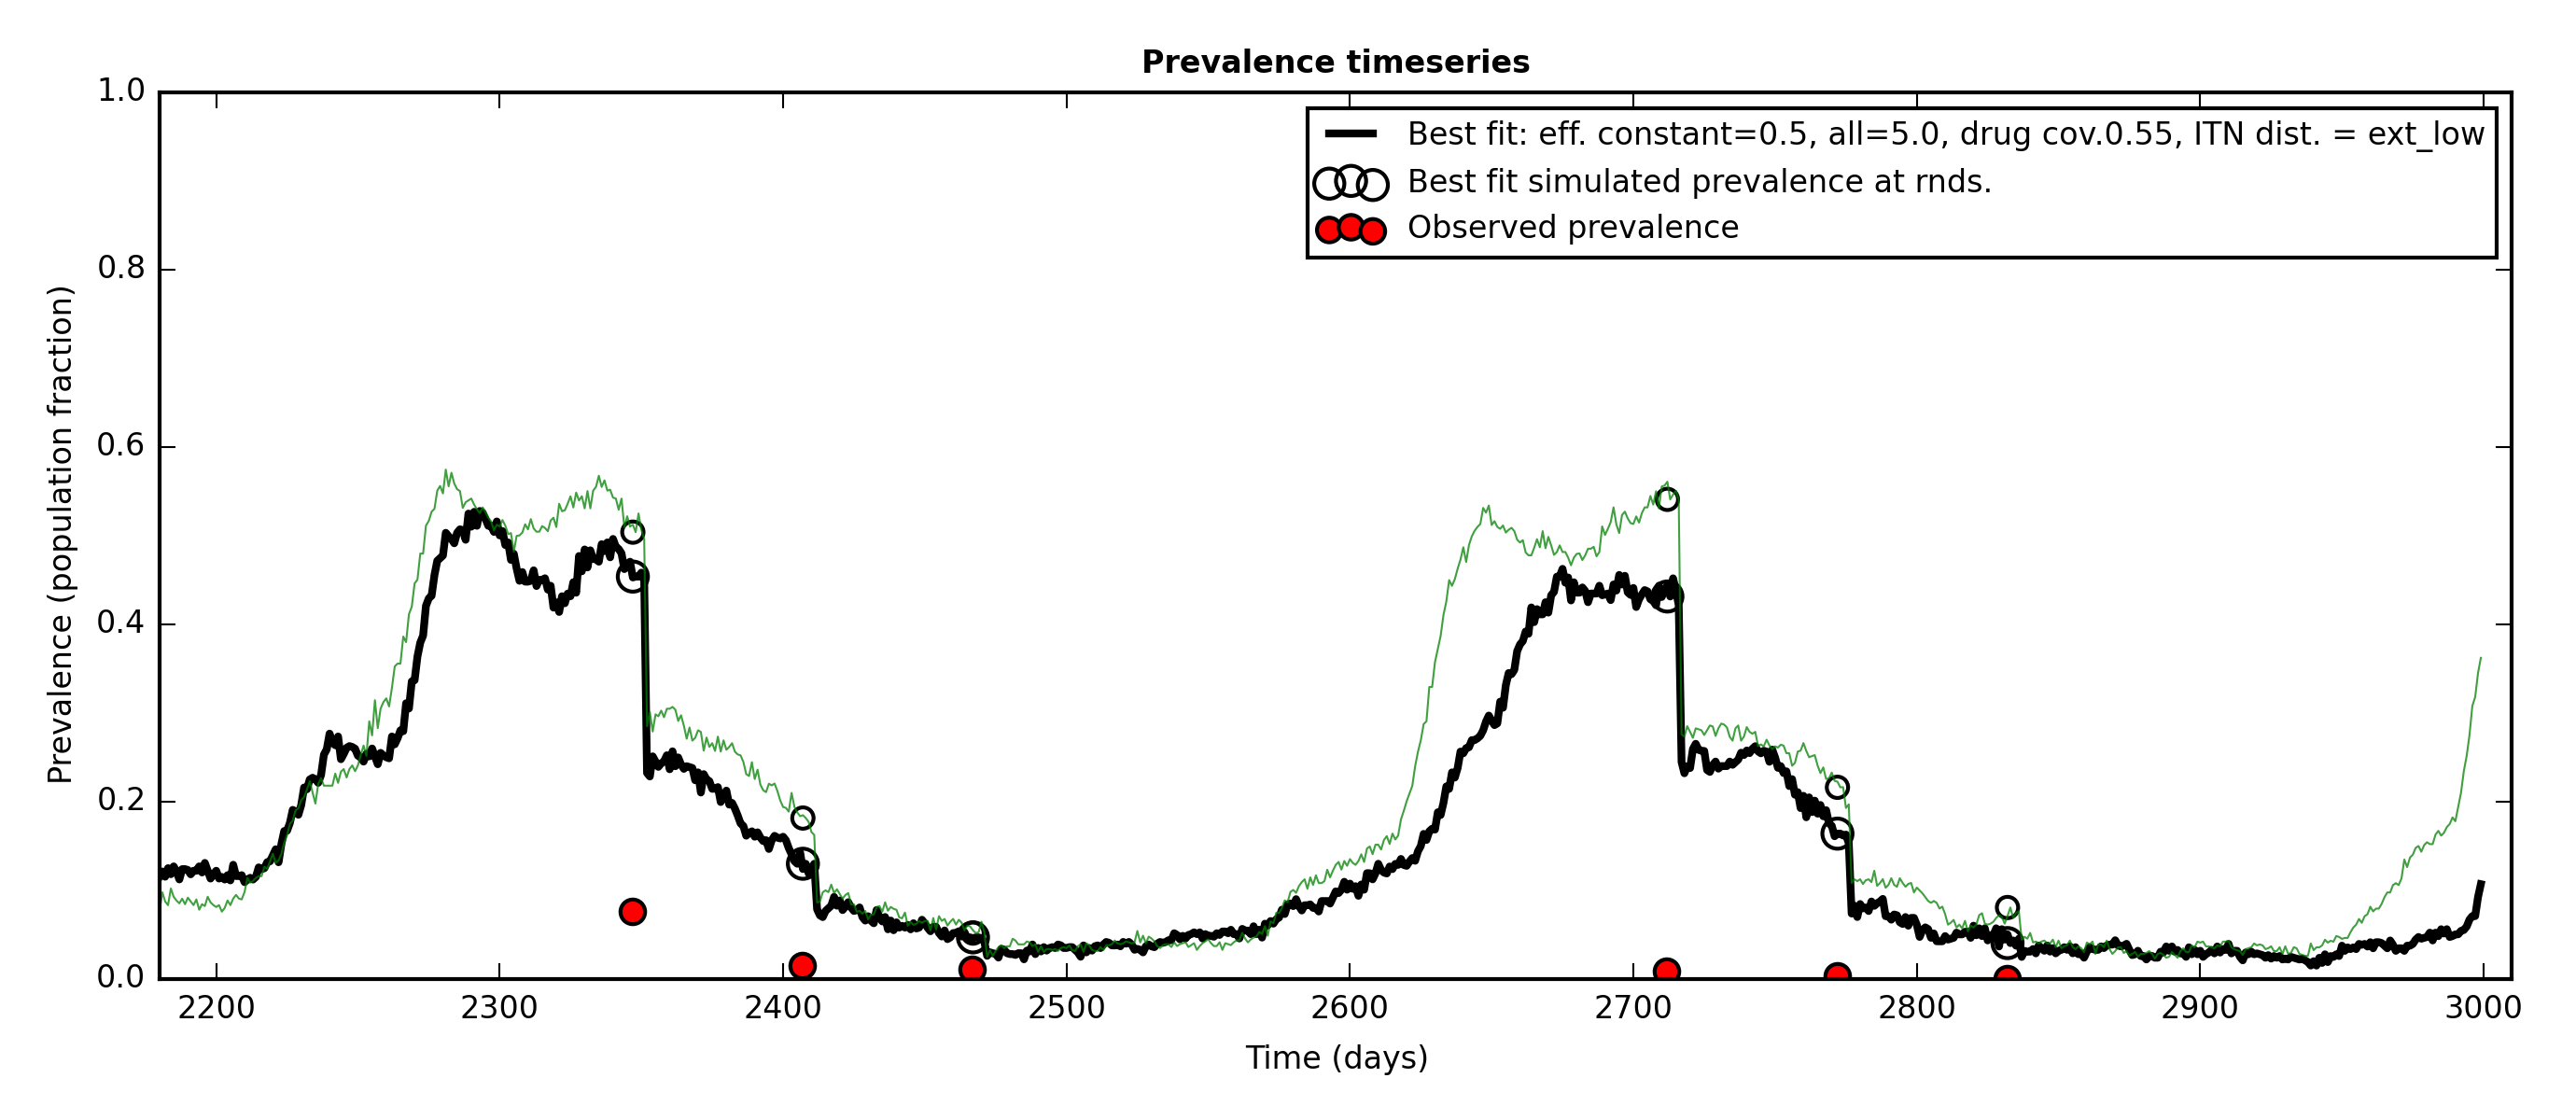 Prevalence timeseries
Best fit: eff. constant=0.5, all=5.0, drug cov.0.55, ITN dist. = ext_low
Best fit simulated prevalence at rnds.
Observed prevalence
Prevalence (population fraction)
1.0
0.8
0.6
0.4
0.2
0.0
2200 2300 2400 2500 2600 2700 2800 2900 3000
Time (days)